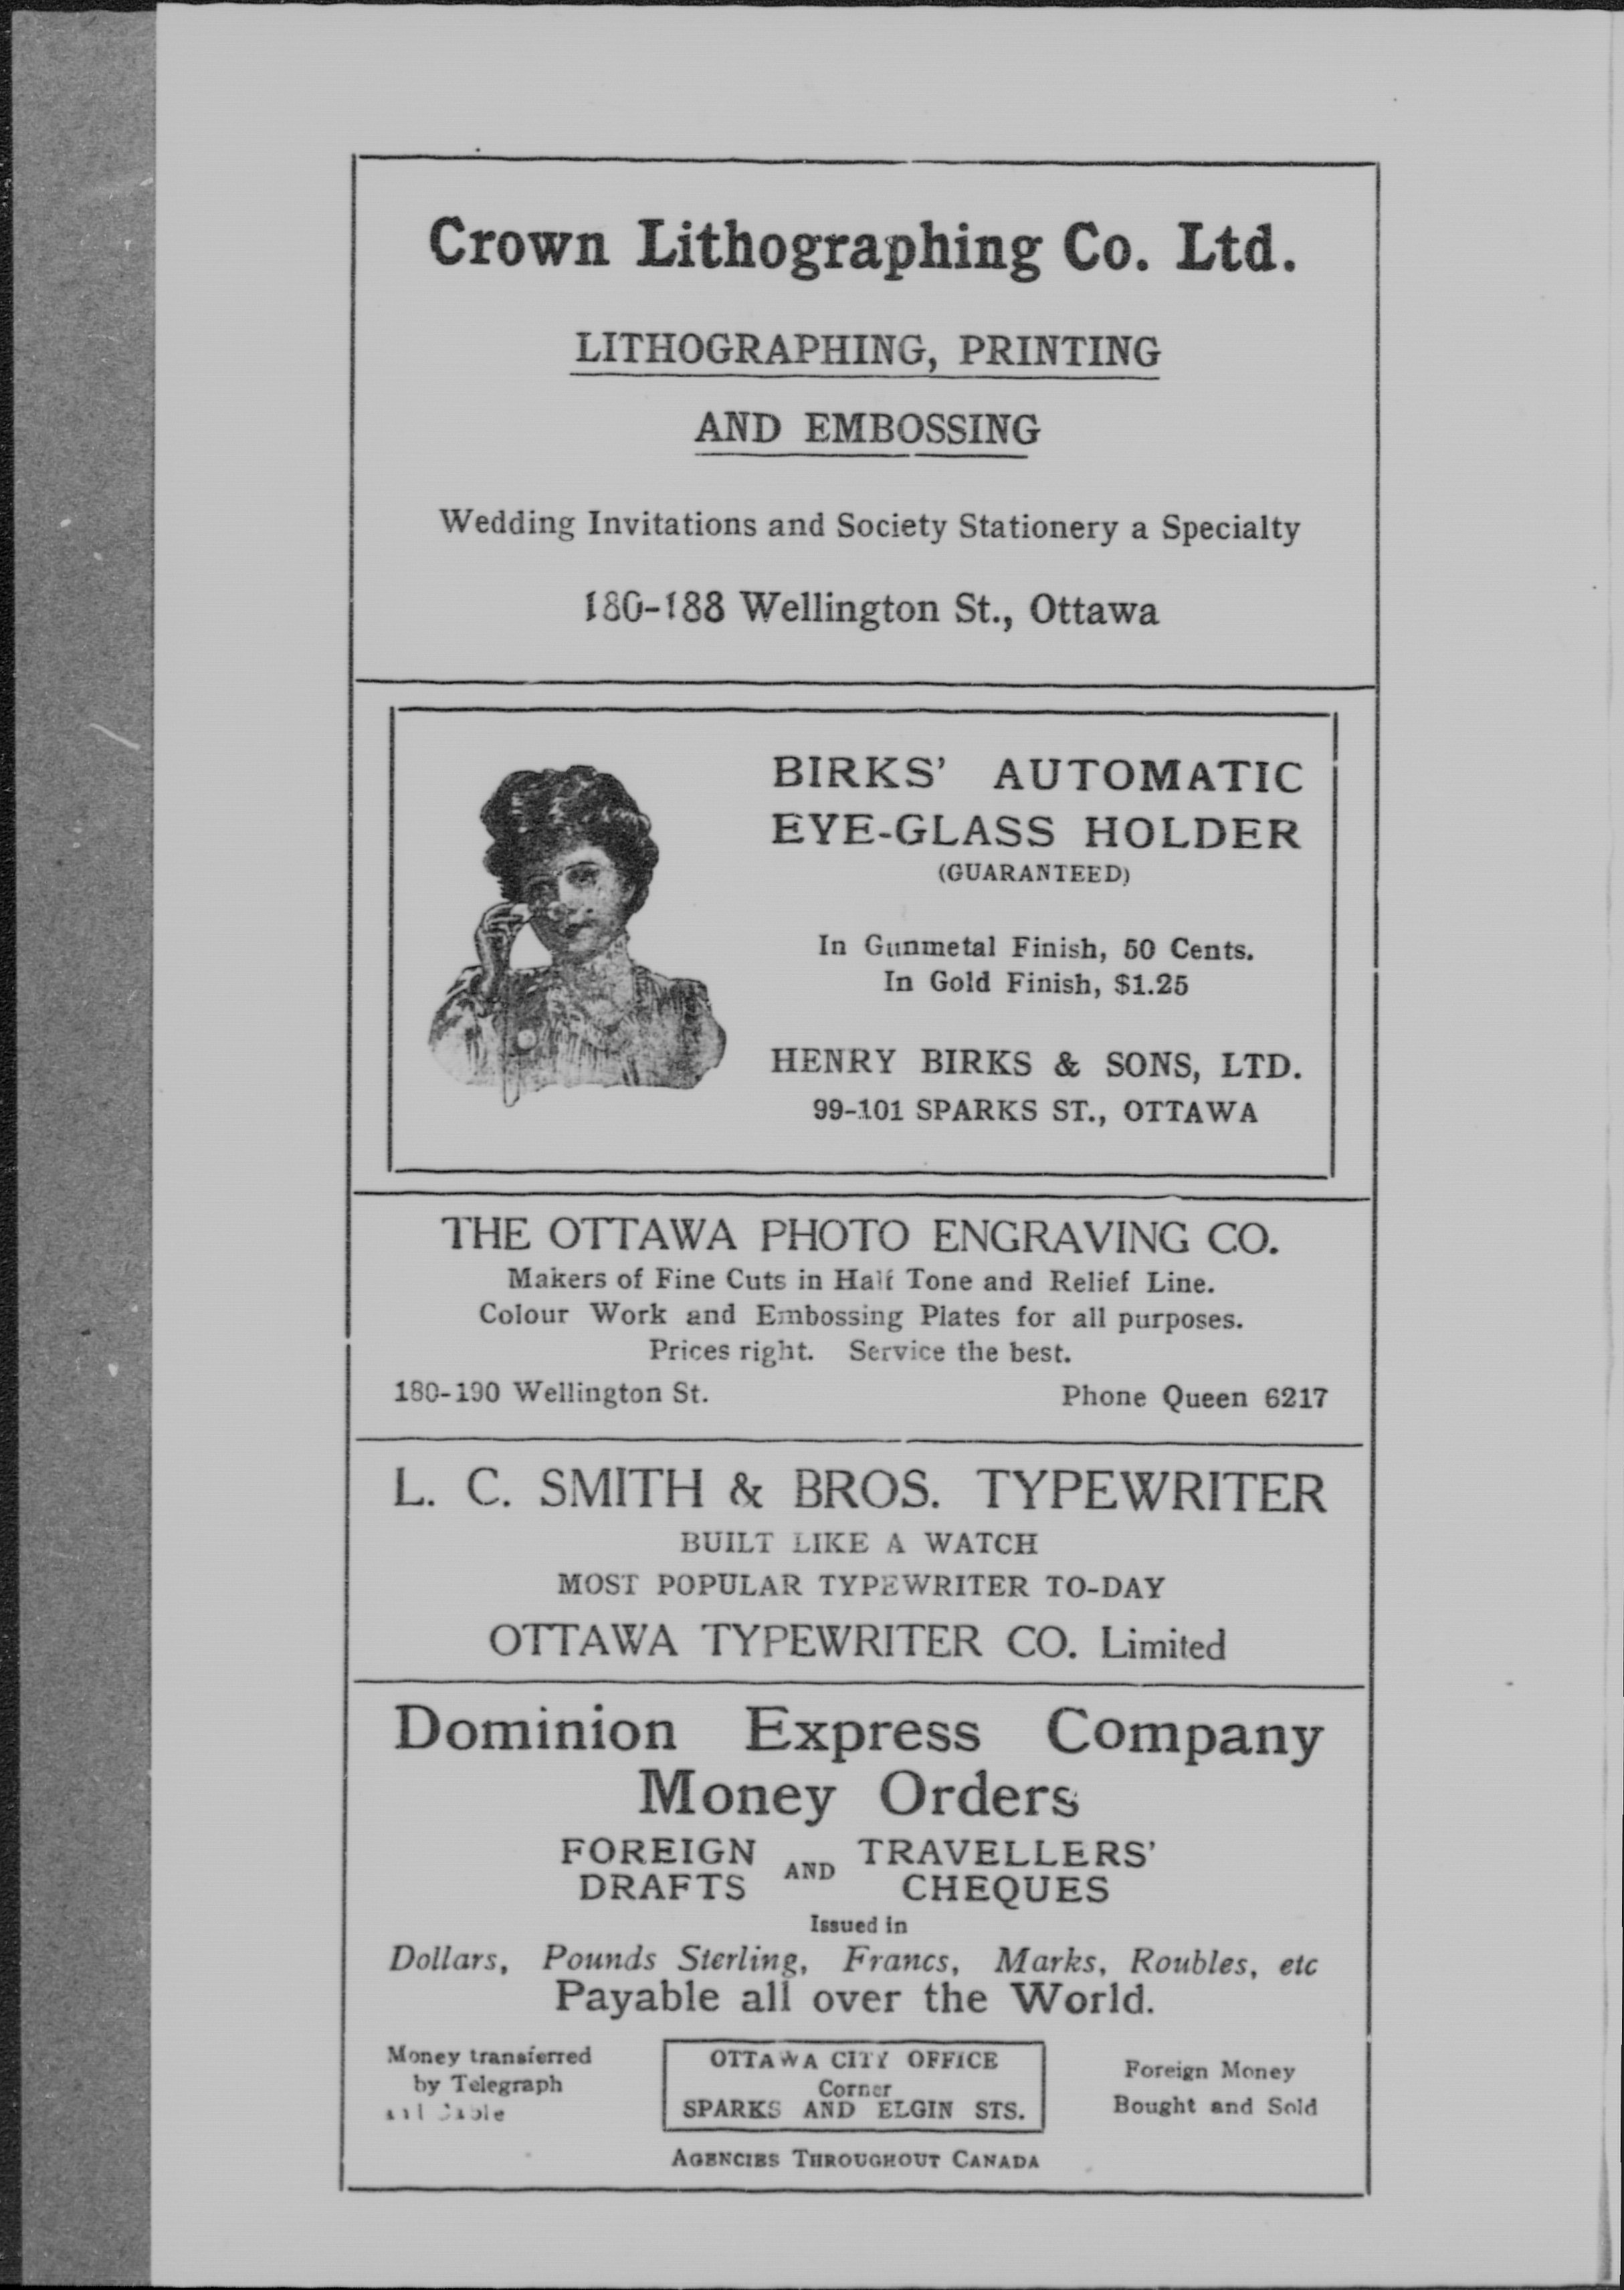 Crown Lithographing Co. Ltd.
LITHOGRAPHING, PRINTING
AND EMBOSSING
Wedding Invitations and Society Stationery a Specialty
180-188 Wellington St., Ottawa
BIRKS' AUTOMATIC
EYE-GLASS HOLDER
(GUARANTEED)
In Gunmetal Finish, 50 Cents.
In Gold Finish, $1.25
HENRY BIRKS & SONS, LTD.
99-101 SPARKS ST., OTTAWA
THE OTTAWA PHOTO ENGRAVING CO.
Makers of Fine Cuts in Half Tone and Relief Line.
Colour Work and Embossing Plates for all purposes.
Prices right. Service the best.
180-190 Wellington St. Phone Queen 6217
L. C. SMITH & BROS. TYPEWRITER
BUILT LIKE A WATCH
MOST POPULAR TYPEWRITER TO-DAY
OTTAWA TYPEWRITER CO. Limited
Dominion Express Company
Money Orders
FOREIGN DRAFTS AND TRAVELLERS' CHEQUES
Issued in
Dollars, Pounds Sterling, Francs, Marks, Roubles, etc
Payable all over the World.
Money transferred
by Telegraph
and Cable
OTTAWA CITY OFFICE
Corner
SPARKS AND ELGIN STS.
Foreign Money
Bought and Sold
AGENCIES THROUGHOUT CANADA